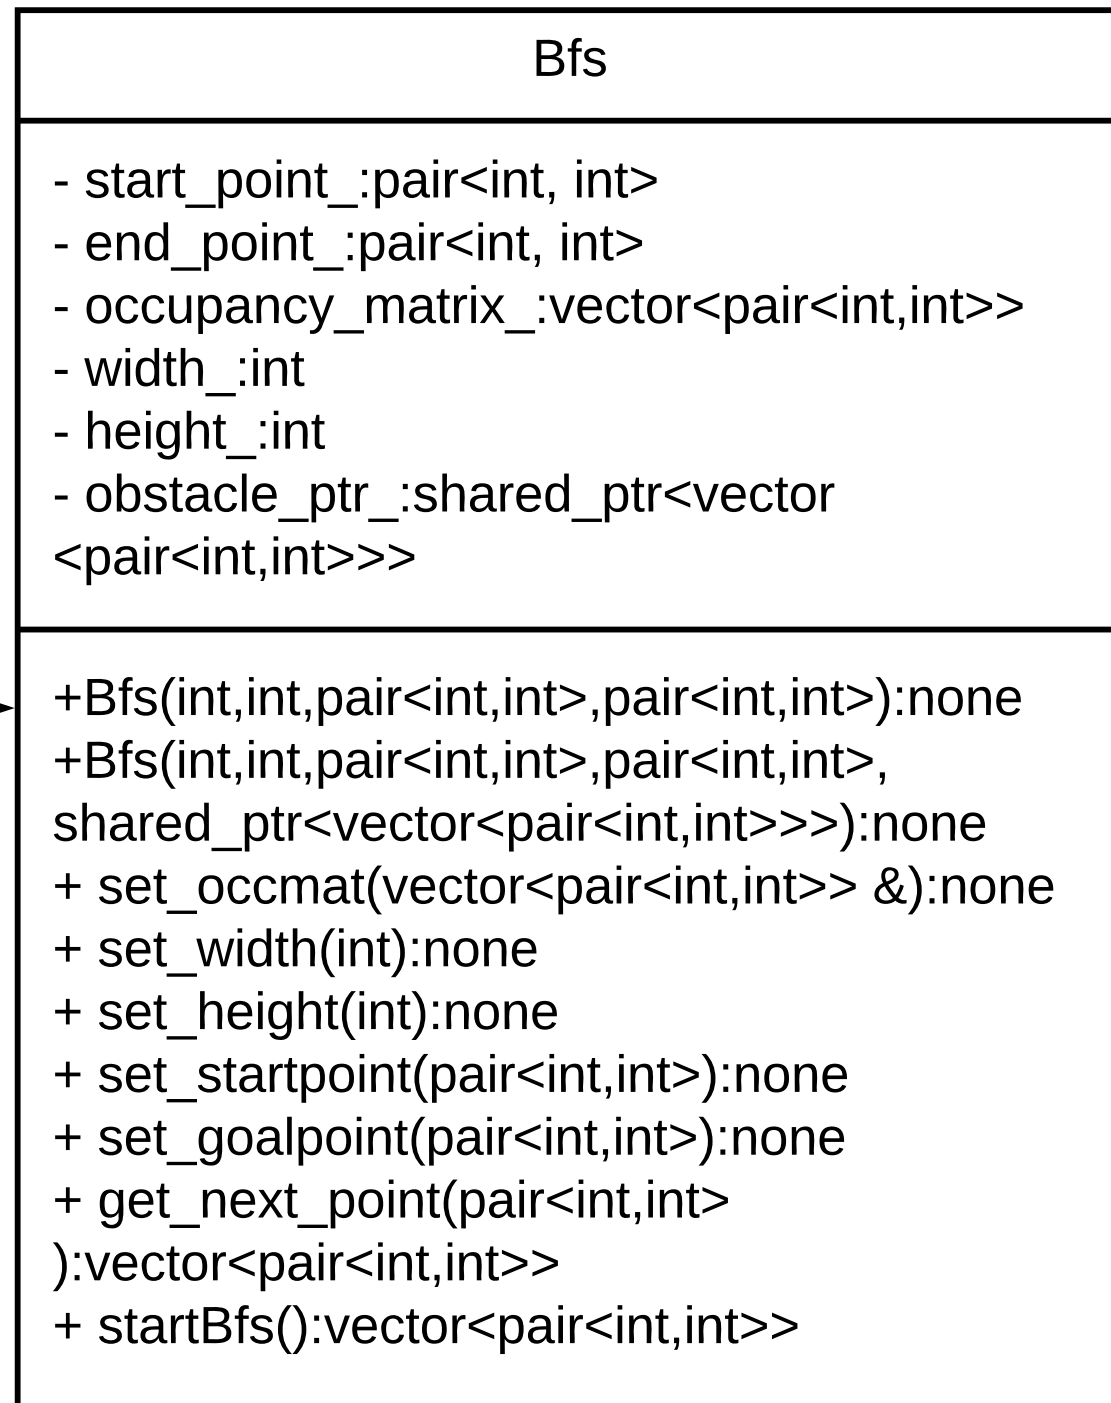 Bfs
- start_point_:pair<int, int>
- end_point_:pair<int, int>
- occupancy_matrix_:vector<pair<int,int>>
- width_:int
- height_:int
- obstacle_ptr_:shared_ptr<vector
<pair<int,int>>>
+Bfs(int,int,pair<int,int>,pair<int,int>):none
+Bfs(int,int,pair<int,int>,pair<int,int>,
shared_ptr<vector<pair<int,int>>>):none
+ set_occmat(vector<pair<int,int>> &):none
+ set_width(int):none
+ set_height(int):none
+ set_startpoint(pair<int,int>):none
+ set_goalpoint(pair<int,int>):none
+ get_next_point(pair<int,int>
):vector<pair<int,int>>
+ startBfs():vector<pair<int,int>>